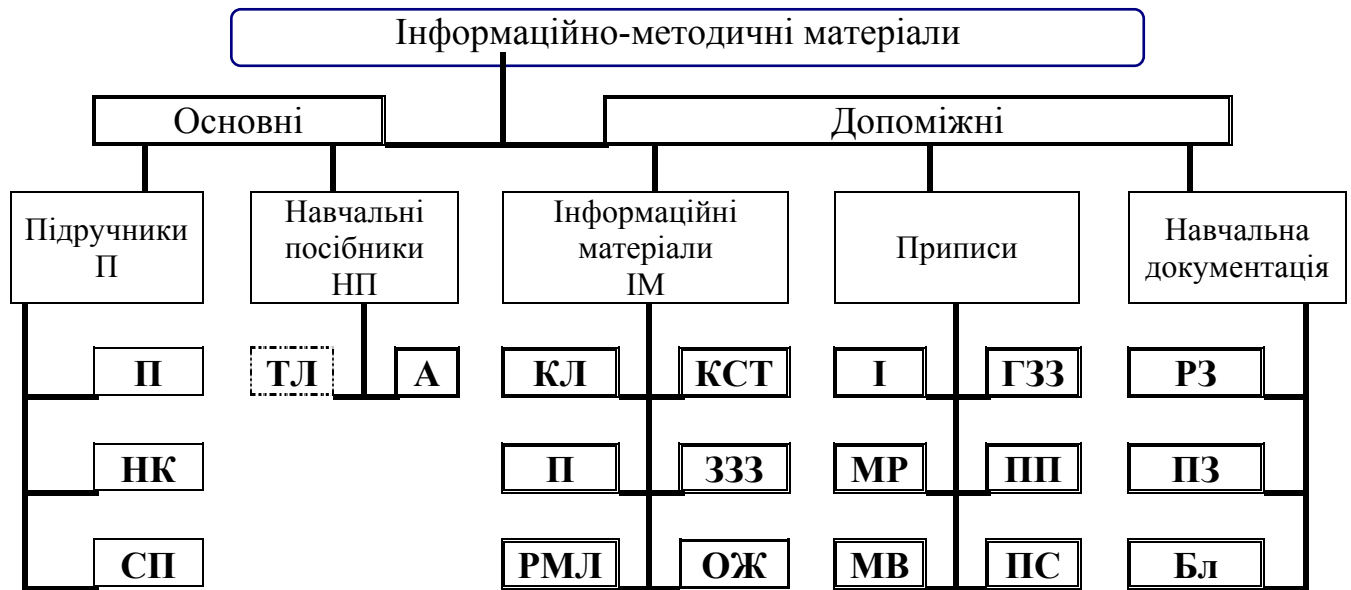 Інформаційно-методичні матеріали
Основні
Допоміжні
Підручники
П
Навчальні
посібники
НП
Інформаційні
матеріали
ІМ
Приписи
Навчальна
документація
П
ТЛ
А
КЛ
КСТ
І
ГЗЗ
РЗ
НК
П
ЗЗЗ
МР
ПП
ПЗ
СП
РМЛ
ОЖ
МВ
ПС
Бл